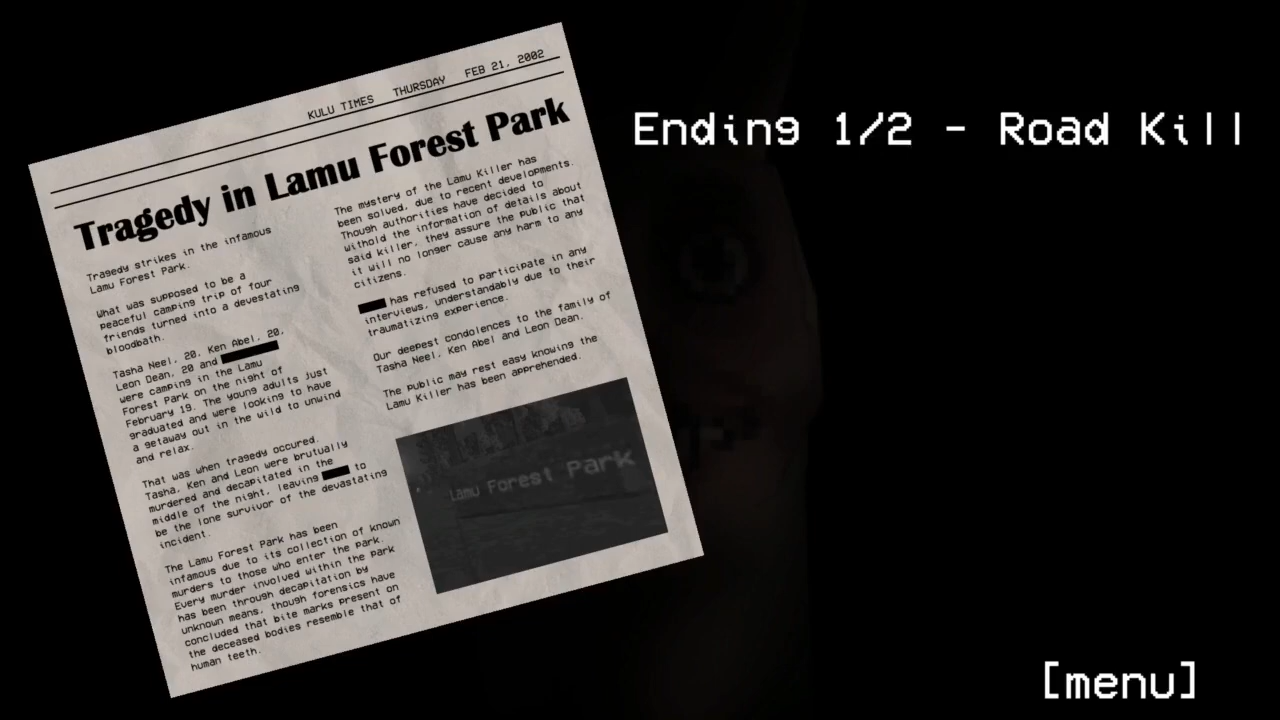 KULU TIMES THURSDAY FEB 21, 2002
Tragedy in Lamu Forest Park
Tragedy strikes in the infamous
Lamu Forest Park.
What was supposed to be a
peaceful camping trip of four
friends turned into a devastating
bloodbath.
Tasha Neel, 20, Ken Abel, 20,
Leon Dean, 20 and
were camping in the Lamu
Forest Park on the night of
February 19. The young adults just
graduated and were looking to have
a getaway out in the wild to unwind
and relax.
That was when tragedy occured.
Tasha, Ken and Leon were brutually
murdered and decapitated in the
middle of the night, leaving to
be the lone survivor of the devastating
incident.
The Lamu Forest Park has been
infamous due to its collection of known
murders to those who enter the park.
Every murder involved within the park
has been through decapitation by
unknown means, though forensics have
concluded that bite marks present on
the deceased bodies resemble that of
human teeth.
The mystery of the Lamu Killer has
been solved, due to recent developments.
Though authorities have decided to
withold the information of details about
said killer, they assure the public that
it will no longer cause any harm to any
citizens.
has refused to participate in any
interviews, understandably due to their
traumatizing experience.
Our deepest condolences to the family of
Tasha Neel, Ken Abel and Leon Dean.
The public may rest easy knowing the
Lamu Killer has been apprehended.
Lamu Forest Park
Ending 1/2 - Road Kill
[menu]